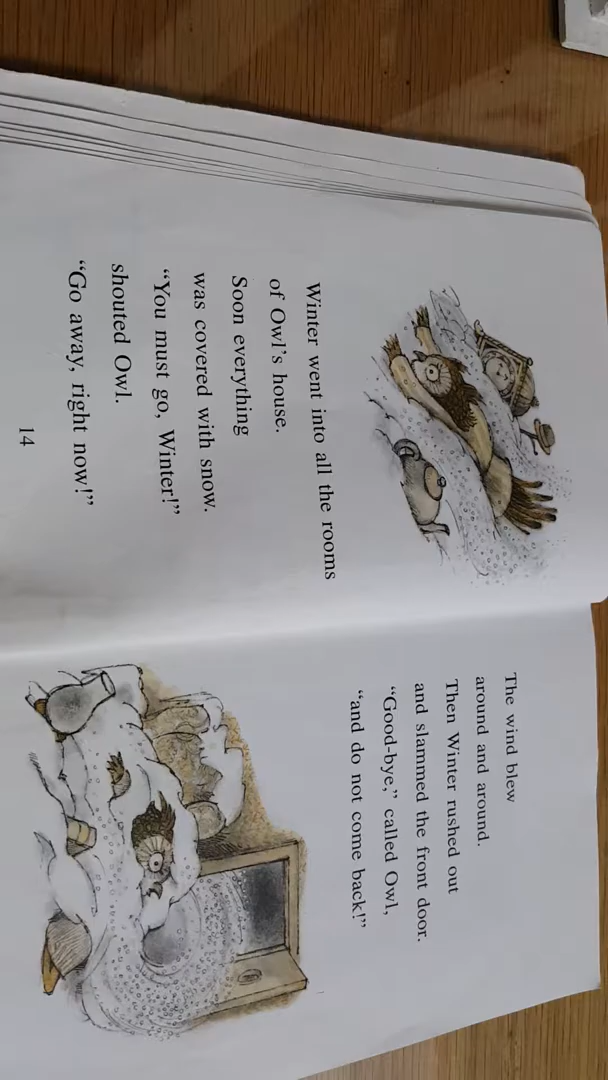 Winter went into all the rooms
of Owl's house.
Soon everything
was covered with snow.
“You must go, Winter!”
shouted Owl.
“Go away, right now!”
14
The wind blew
around and around.
Then Winter rushed out
and slammed the front door.
“Good-bye,” called Owl,
“and do not come back!”